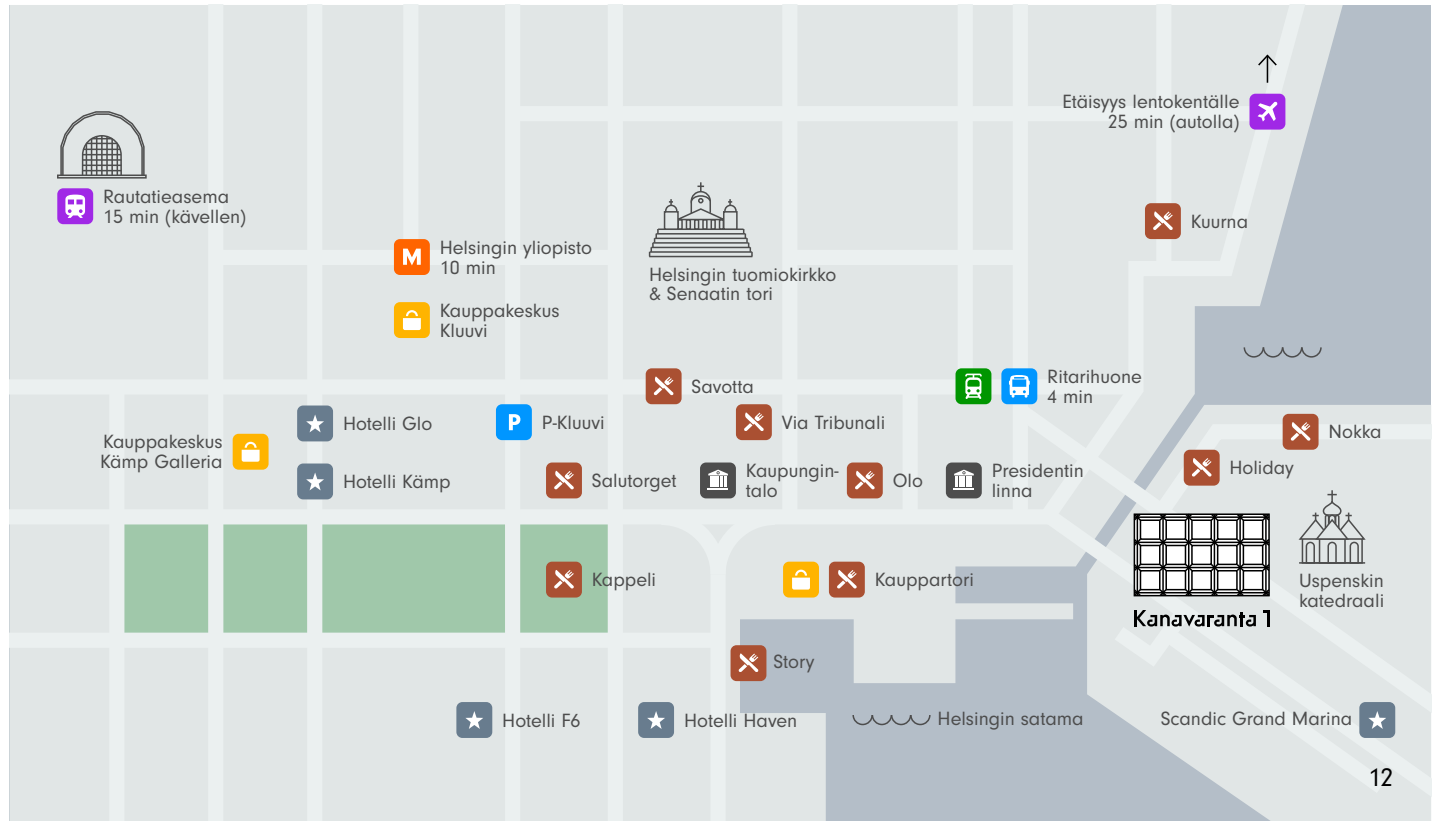 Etäisyys lentokentälle
25 min (autolla)
Rautatieasema
15 min (kävellen)
Kuurna
M
Helsingin yliopisto
10 min
Helsingin tuomiokirkko
& Senaatin tori
Kauppakeskus
Kluuvi
Savotta
Ritarihuone
4 min
Kauppakeskus
Kämp Galleria
Hotelli Glo
P
P-Kluuvi
Via Tribunali
Nokka
Holiday
Hotelli Kämp
Salutorget
Kaupungin-
talo
Olo
Presidentin
linna
Kappeli
Kauppartori
Uspenskin
katedraali
Kanavaranta 1
Story
Hotelli F6
Hotelli Haven
Helsingin satama
Scandic Grand Marina
12